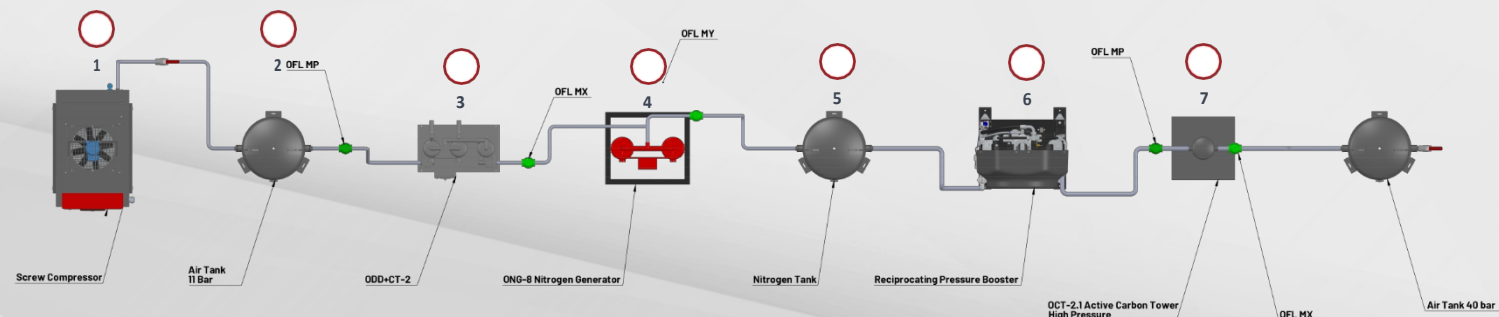 1
2
3
4
5
6
7
OFL MP
OFL MX
OFL MY
OFL MP
Screw Compressor
Air Tank
11 Bar
ODD+CT-2
ONG-8 Nitrogen Generator
Nitrogen Tank
Reciprocating Pressure Booster
OCT-2.1 Active Carbon Tower
High Pressure
OFL MX
Air Tank 40 bar